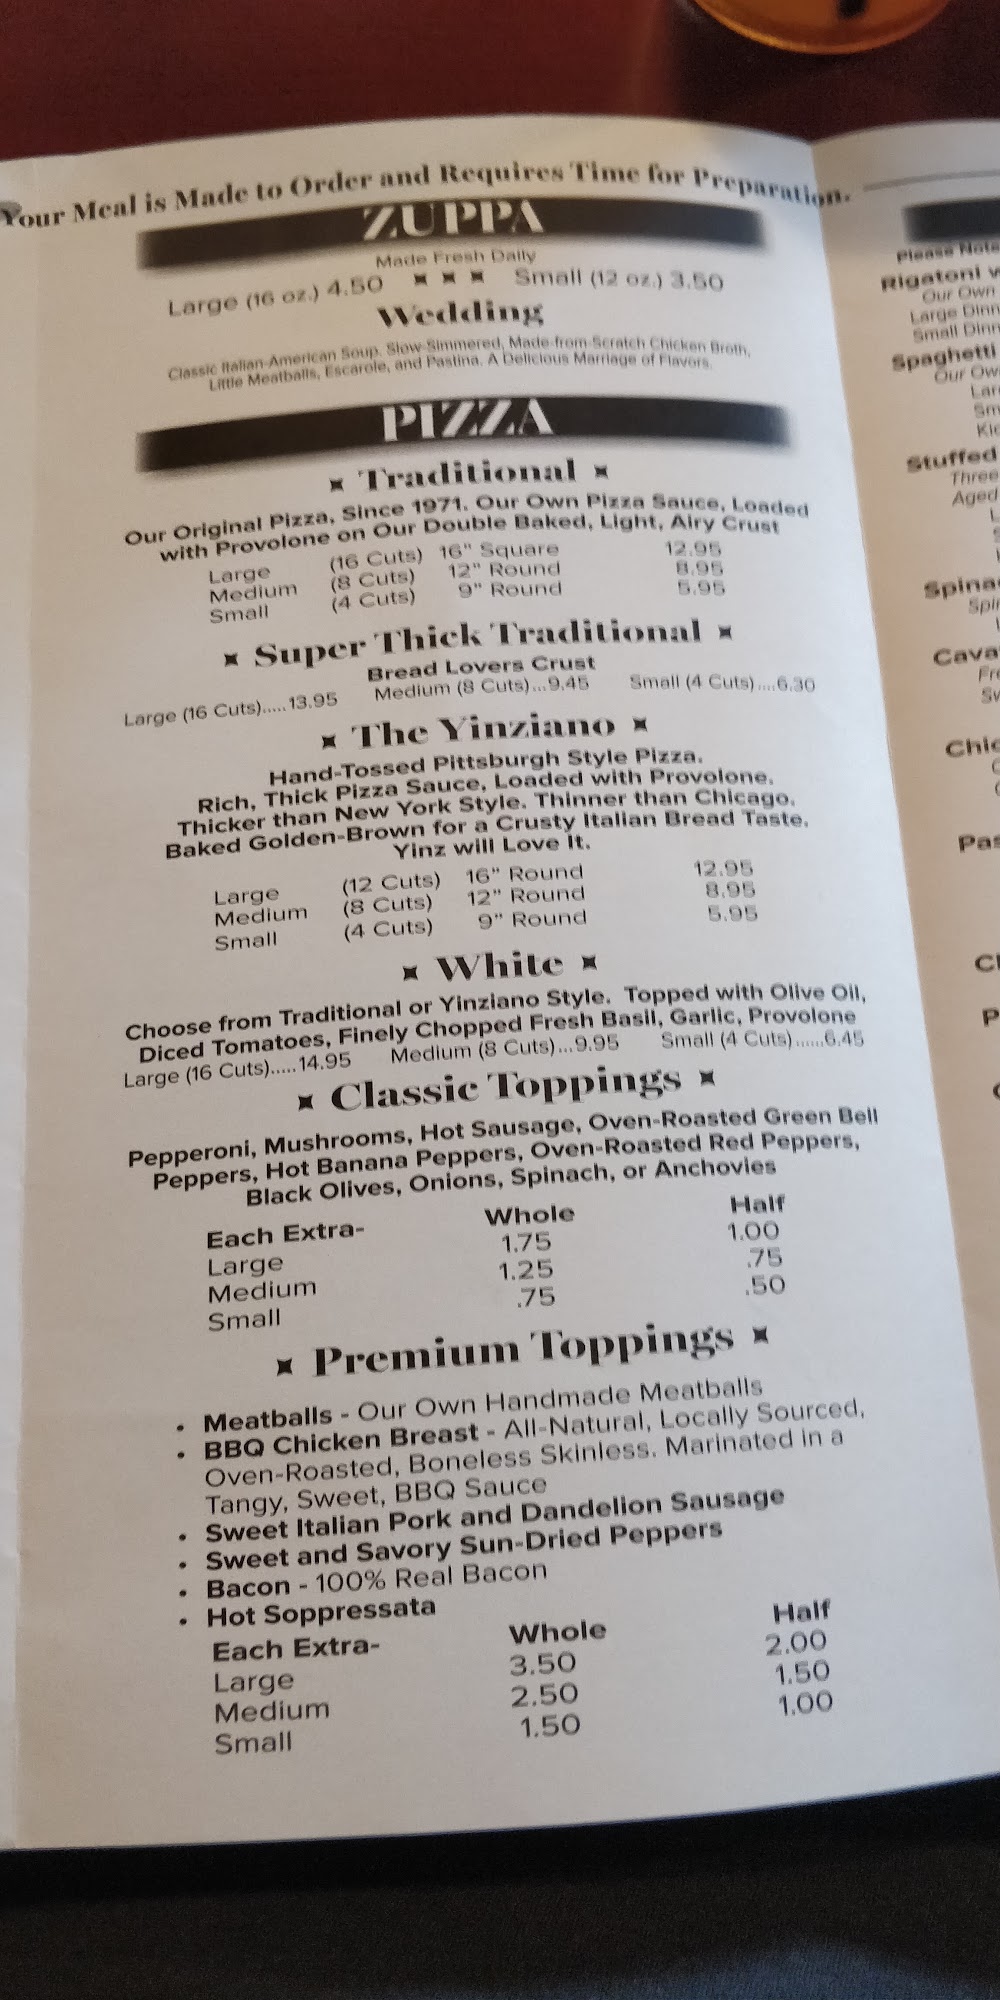 Your Meal is Made to Order and Requires Time for Preparation.
ZUPPA
Made Fresh Daily
Large (16 oz.) 4.50 Small (12 oz.) 3.50
Wedding
Classic Italian-American Soup. Slow-Simmered, Made-from-Scratch Chicken Broth,
Little Meatballs, Escarole, and Pastina. A Delicious Marriage of Flavors.
PIZZA
Traditional
Our Original Pizza, Since 1971. Our Own Pizza Sauce, Loaded
with Provolone on Our Double Baked, Light, Airy Crust
Large (16 Cuts) 16" Square 12.95
Medium (8 Cuts) 12" Round 8.95
Small (4 Cuts) 9" Round 5.95
Super Thick Traditional
Bread Lovers Crust
Large (16 Cuts).....13.95 Medium (8 Cuts)...9.45 Small (4 Cuts)....6.30
The Yinziano
Hand-Tossed Pittsburgh Style Pizza.
Rich, Thick Pizza Sauce, Loaded with Provolone.
Thicker than New York Style. Thinner than Chicago.
Baked Golden-Brown for a Crusty Italian Bread Taste.
Yinz will Love It.
Large (12 Cuts) 16" Round 12.95
Medium (8 Cuts) 12" Round 8.95
Small (4 Cuts) 9" Round 5.95
White
Choose from Traditional or Yinziano Style. Topped with Olive Oil,
Diced Tomatoes, Finely Chopped Fresh Basil, Garlic, Provolone
Large (16 Cuts).....14.95 Medium (8 Cuts)...9.95 Small (4 Cuts)......6.45
Classic Toppings
Pepperoni, Mushrooms, Hot Sausage, Oven-Roasted Green Bell
Peppers, Hot Banana Peppers, Oven-Roasted Red Peppers,
Black Olives, Onions, Spinach, or Anchovies
Each Extra- Whole Half
Large 1.75 1.00
Medium 1.25 .75
Small .75 .50
Premium Toppings
• Meatballs - Our Own Handmade Meatballs
• BBQ Chicken Breast - All-Natural, Locally Sourced,
Oven-Roasted, Boneless Skinless. Marinated in a
Tangy, Sweet, BBQ Sauce
• Sweet Italian Pork and Dandelion Sausage
• Sweet and Savory Sun-Dried Peppers
• Bacon - 100% Real Bacon
• Hot Soppressata
Each Extra- Whole Half
Large 3.50 2.00
Medium 2.50 1.50
Small 1.50 1.00
Please Note
Rigatoni
Our Own
Large
Small
Spaghetti
Our
Stuffed
Three
Aged